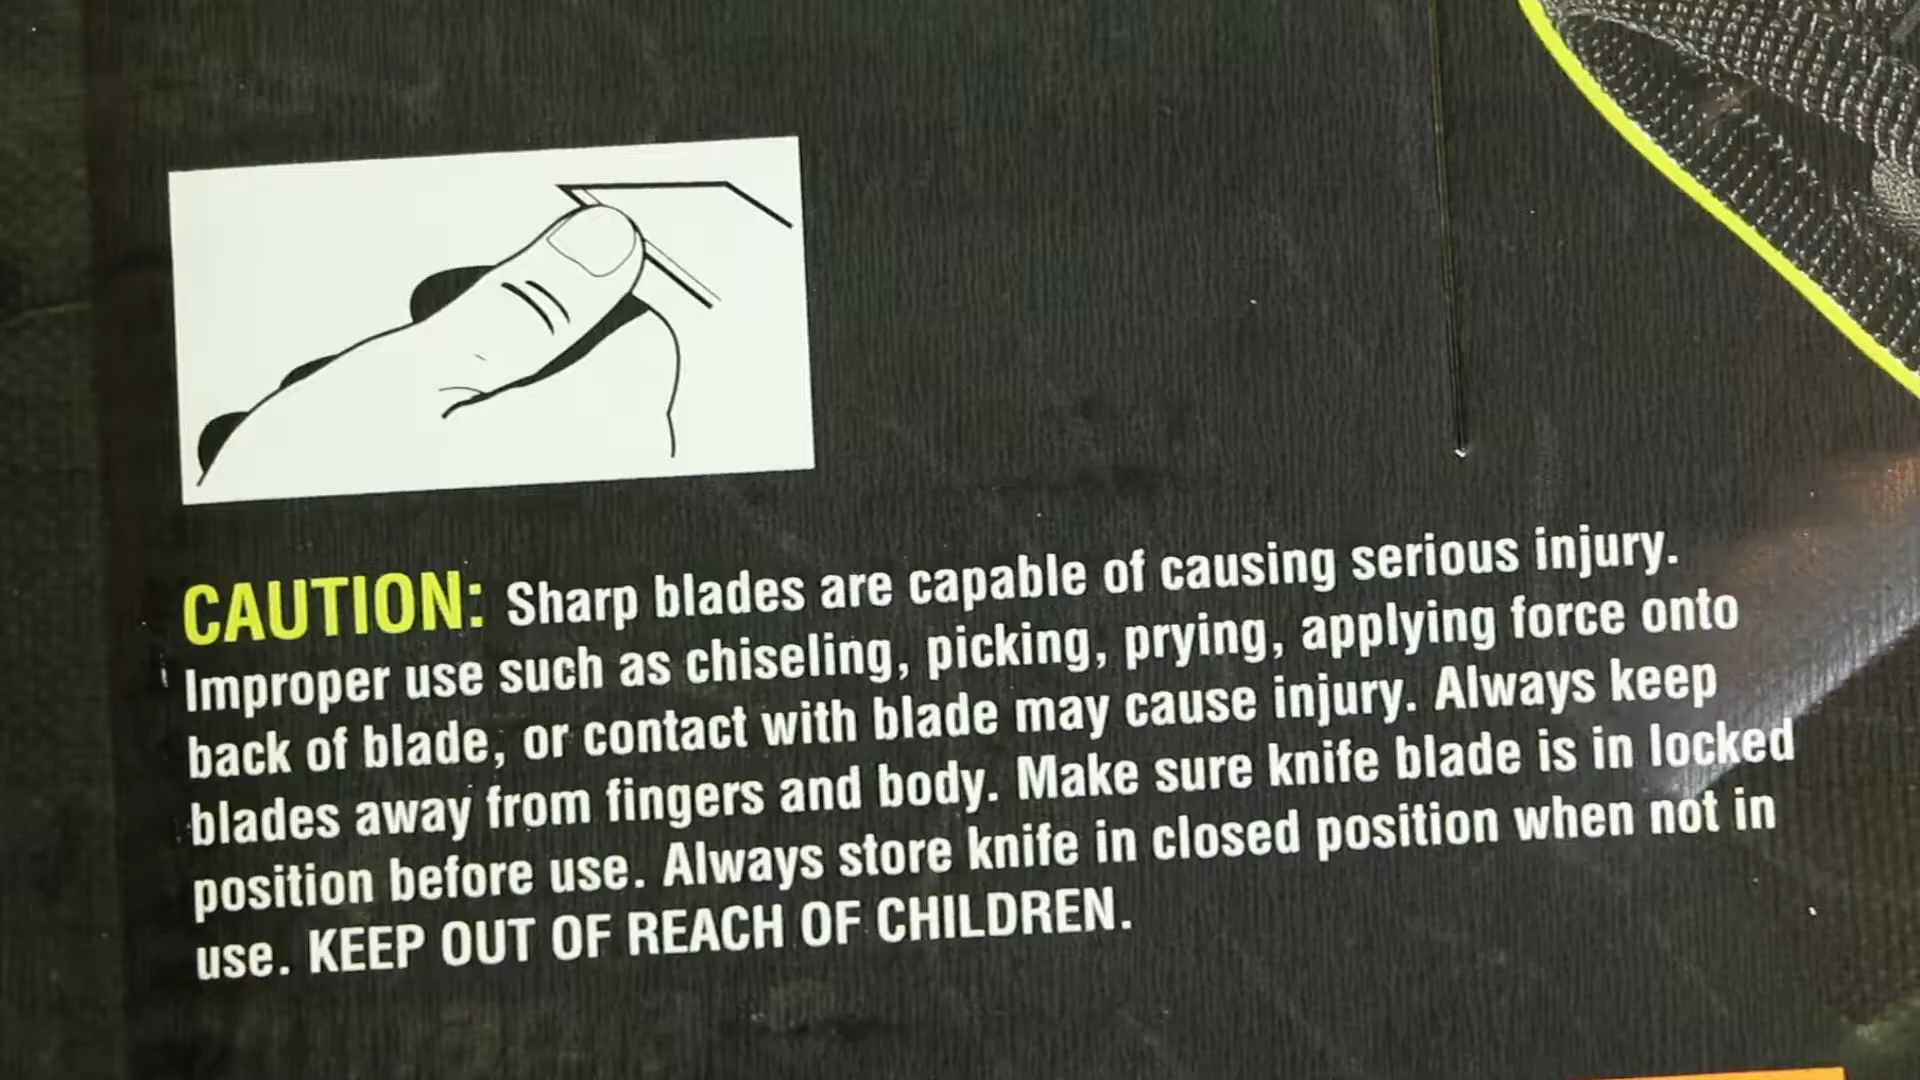 CAUTION: Sharp blades are capable of causing serious injury.
Improper use such as chiseling, picking, prying, applying force onto
back of blade, or contact with blade may cause injury. Always keep
blades away from fingers and body. Make sure knife blade is in locked
position before use. Always store knife in closed position when not in
use. KEEP OUT OF REACH OF CHILDREN.